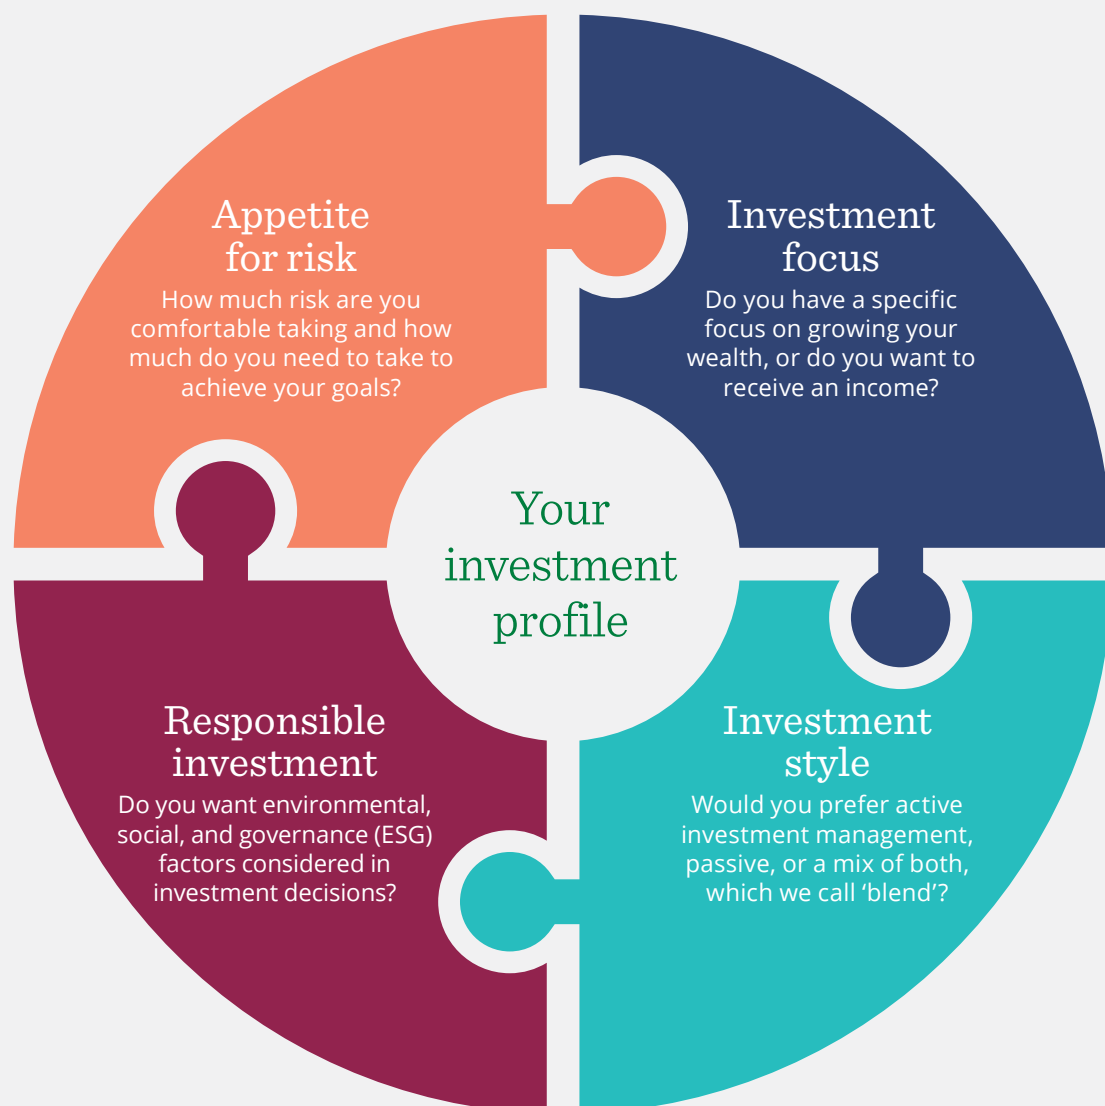 Appetite
for risk
How much risk are you
comfortable taking and how
much do you need to take to
achieve your goals?
Investment
focus
Do you have a specific
focus on growing your
wealth, or do you want to
receive an income?
Your
investment
profile
Responsible
investment
Do you want environmental,
social, and governance (ESG)
factors considered in
investment decisions?
Investment
style
Would you prefer active
investment management,
passive, or a mix of both,
which we call ‘blend’?